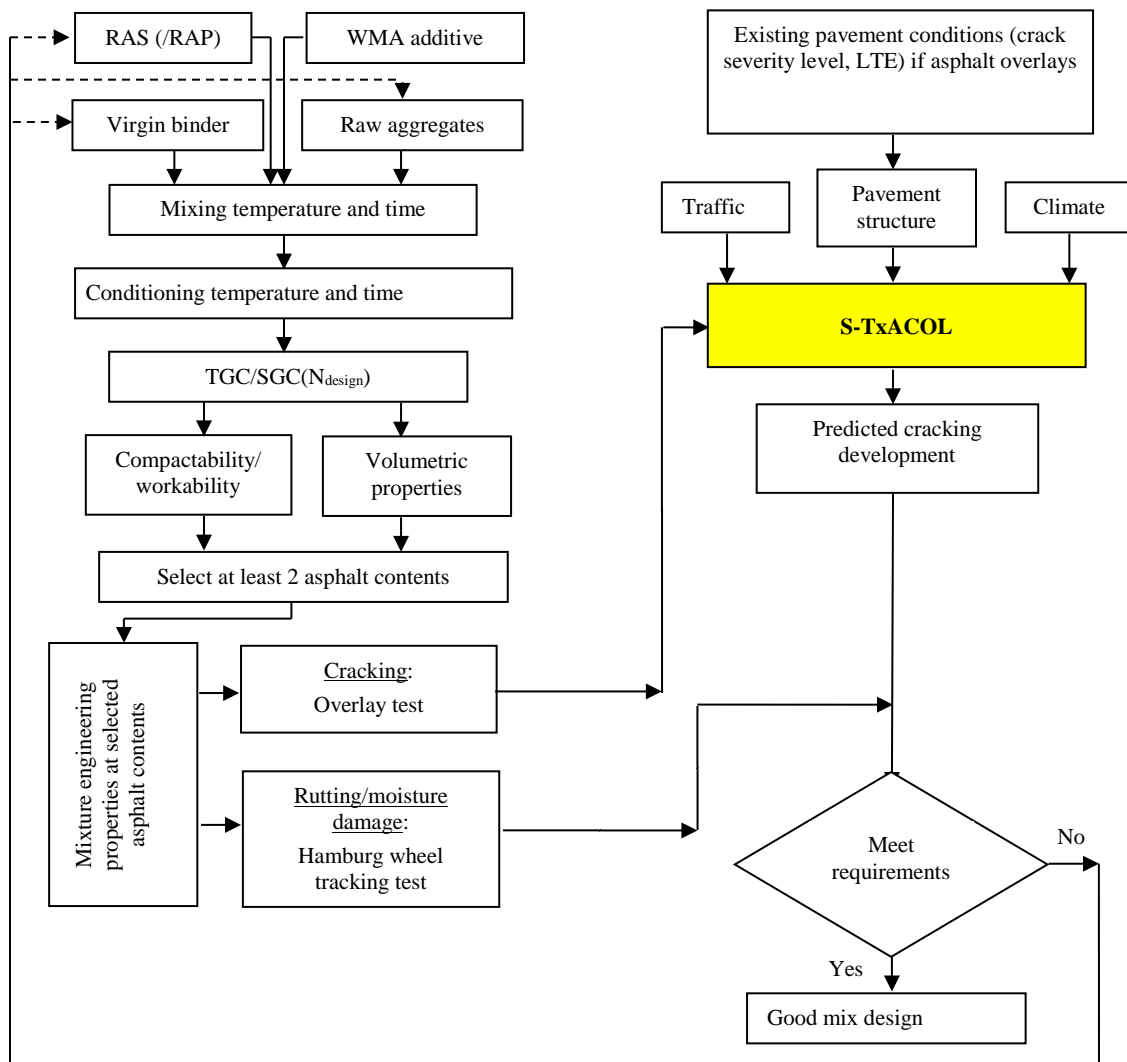 RAS (/RAP)
WMA additive
Virgin binder
Raw aggregates
Mixing temperature and time
Conditioning temperature and time
TGC/SGC(Ndesign)
Compactability/
workability
Volumetric
properties
Select at least 2 asphalt contents
Mixture engineering
properties at selected
asphalt contents
Cracking:
Overlay test
Rutting/moisture
damage:
Hamburg wheel
tracking test
Existing pavement conditions (crack
severity level, LTE) if asphalt overlays
Traffic
Pavement
structure
Climate
S-TxACOL
Predicted cracking
development
Meet
requirements
No
Yes
Good mix design